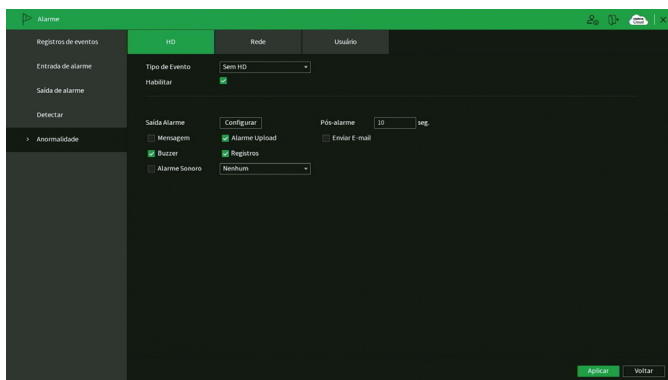 Alarme
Registros de eventos
Entrada de alarme
Saída de alarme
Detectar
> Anormalidade
HD Rede Usuário
Tipo de Evento Sem HD
Habilitar
Saída Alarme Configurar Pós-alarme 10 seg.
Mensagem Alarme Upload Enviar E-mail
Buzzer Registros
Alarme Sonoro Nenhum
Aplicar Voltar